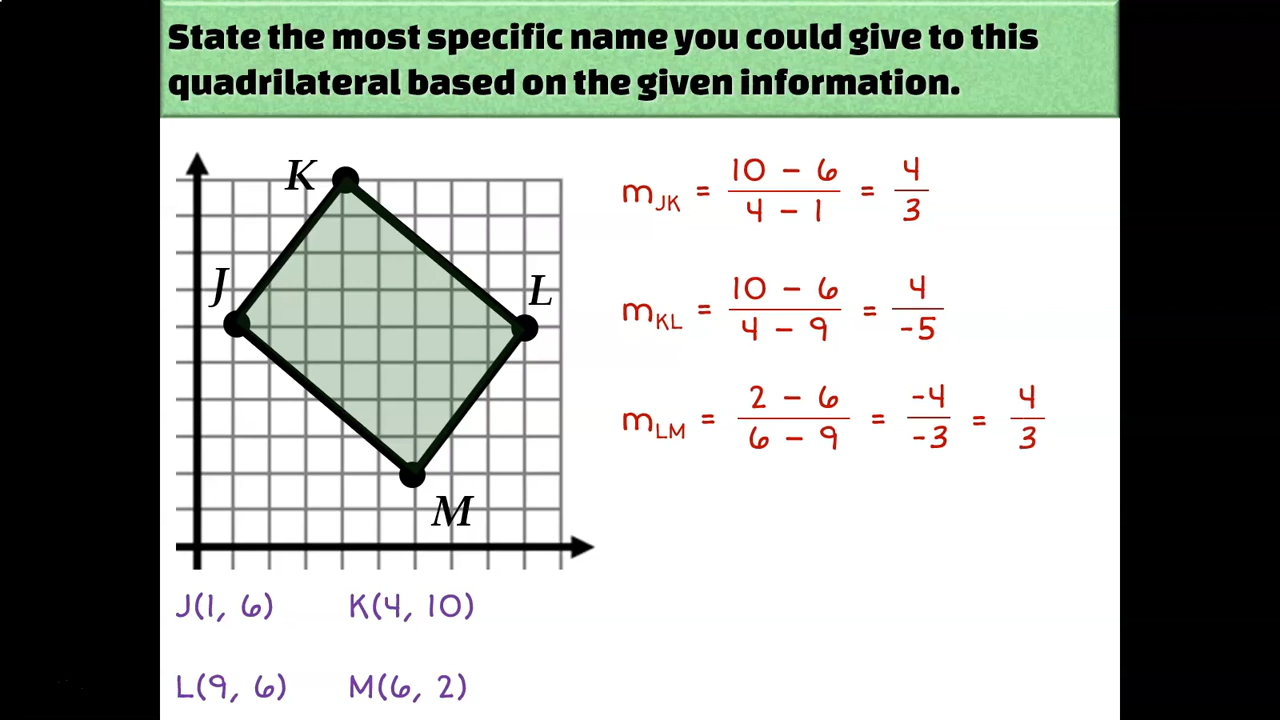 State the most specific name you could give to this
quadrilateral based on the given information.
K
J
L
M
m_JK = (10 - 6)/(4 - 1) = 4/3
m_KL = (10 - 6)/(4 - 9) = 4/-5
m_LM = (2 - 6)/(6 - 9) = -4/-3 = 4/3
J(1, 6) K(4, 10)
L(9, 6) M(6, 2)